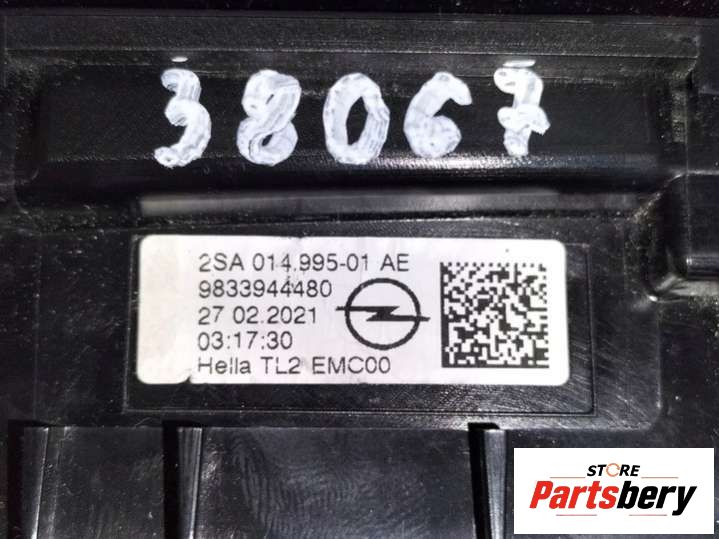 38067
2SA 014.995-01 AE
9833944480
27 02.2021
03:17:30
Hella TL2 EMC00
STORE
Partsbery